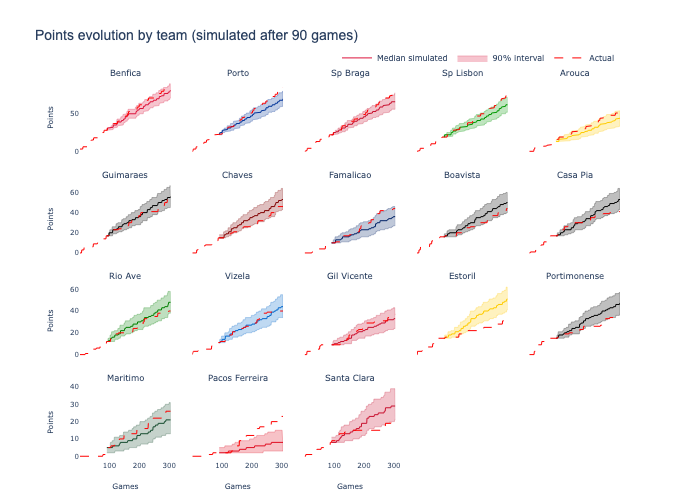 Points evolution by team (simulated after 90 games)
Median simulated 90% interval Actual
Benfica Porto Sp Braga Sp Lisbon Arouca
Points
50
0
Guimaraes Chaves Famalicao Boavista Casa Pia
Points
60
40
20
0
Rio Ave Vizela Gil Vicente Estoril Portimonense
Points
60
40
20
0
Maritimo Pacos Ferreira Santa Clara
Points
40
30
20
10
0
100 200 300 100 200 300 100 200 300
Games Games Games